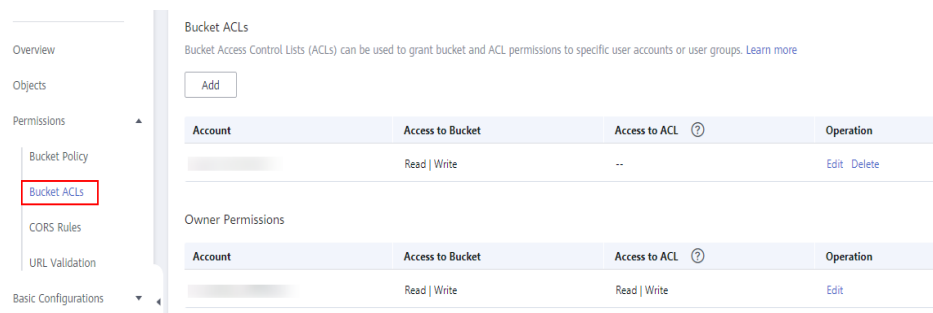 Overview
Objects
Permissions
Bucket Policy
Bucket ACLs
CORS Rules
URL Validation
Basic Configurations
Bucket ACLs
Bucket Access Control Lists (ACLs) can be used to grant bucket and ACL permissions to specific user accounts or user groups. Learn more
Add
Account Access to Bucket Access to ACL ? Operation
Read | Write -- Edit Delete
Owner Permissions
Account Access to Bucket Access to ACL ? Operation
Read | Write Read | Write Edit